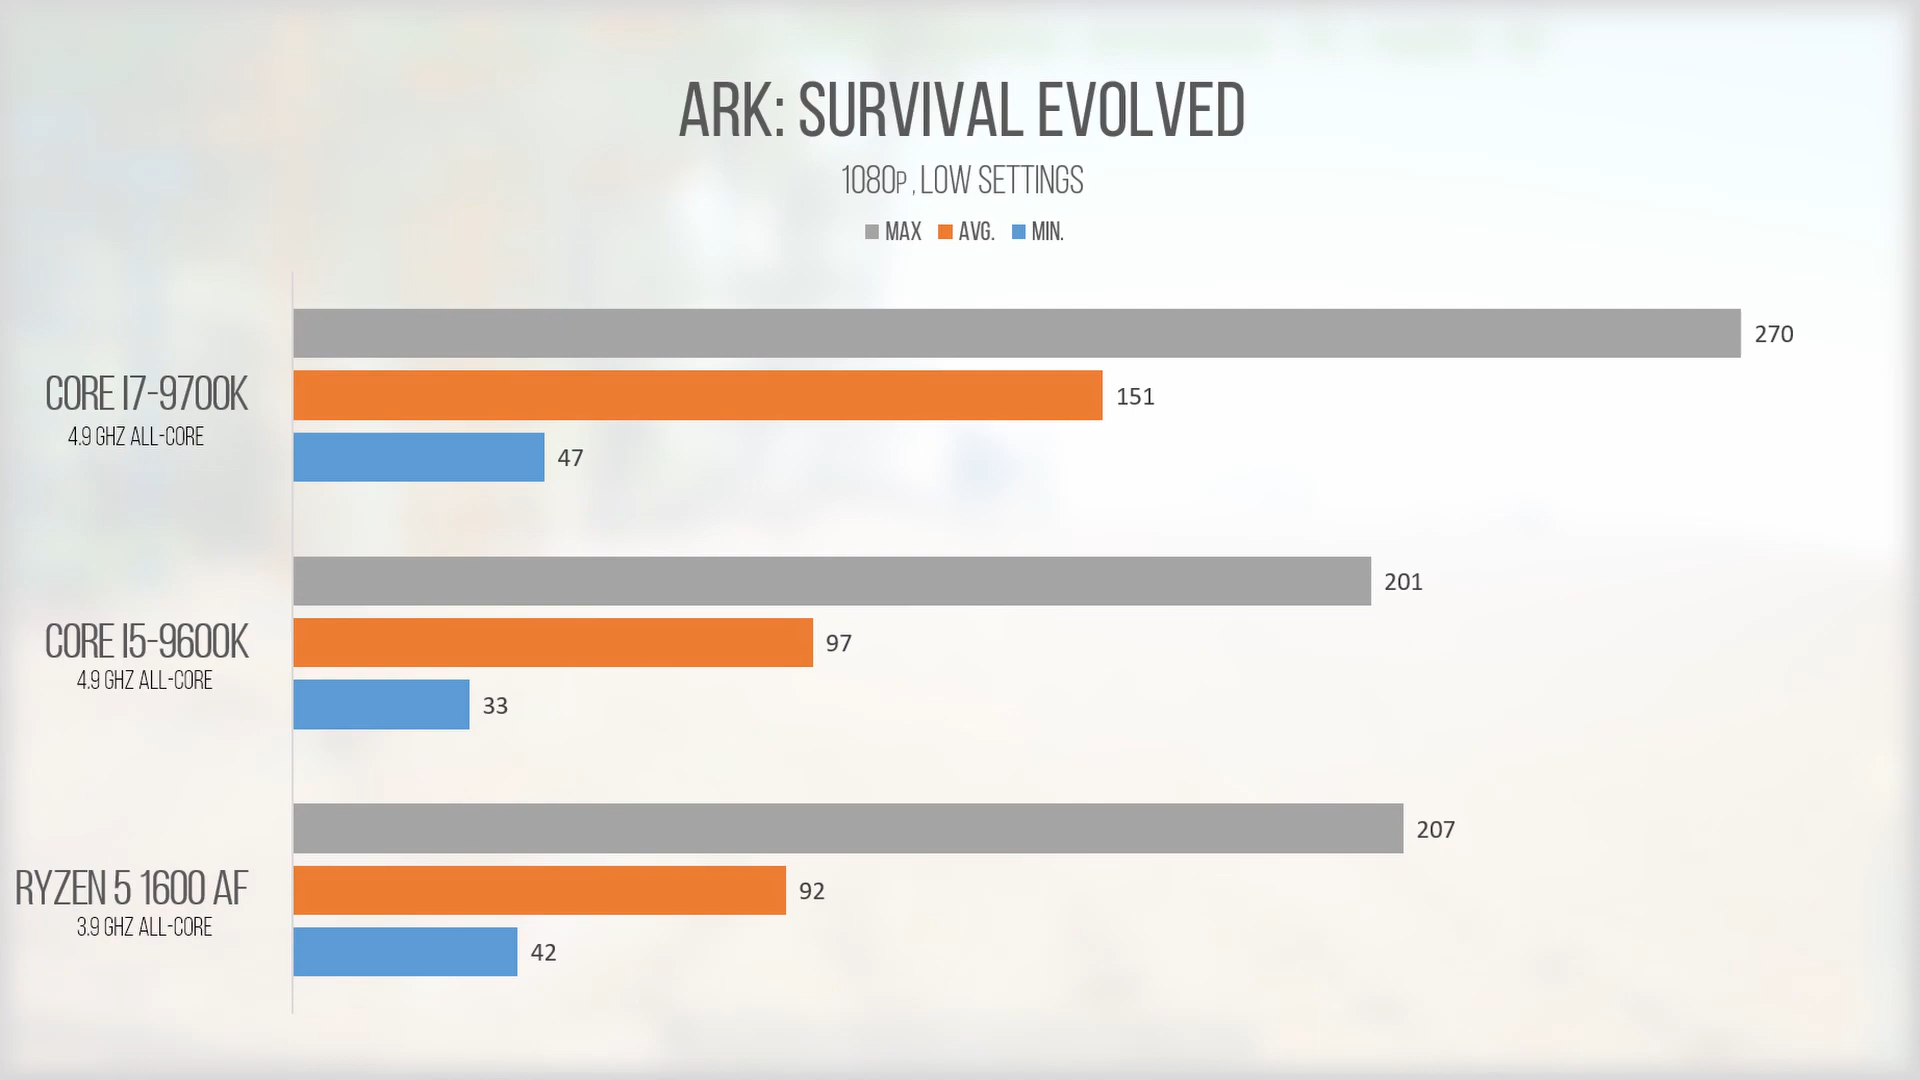 ARK: SURVIVAL EVOLVED
1080P, LOW SETTINGS
MAX AVG. MIN.
270
CORE I7-9700K
4.9 GHZ ALL-CORE
151
47
201
CORE I5-9600K
4.9 GHZ ALL-CORE
97
33
207
RYZEN 5 1600 AF
3.9 GHZ ALL-CORE
92
42